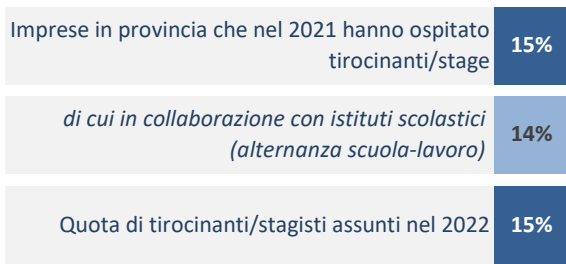 Imprese in provincia che nel 2021 hanno ospitato
tirocinanti/stage
15%
di cui in collaborazione con istituti scolastici
(alternanza scuola-lavoro)
14%
Quota di tirocinanti/stagisti assunti nel 2022
15%